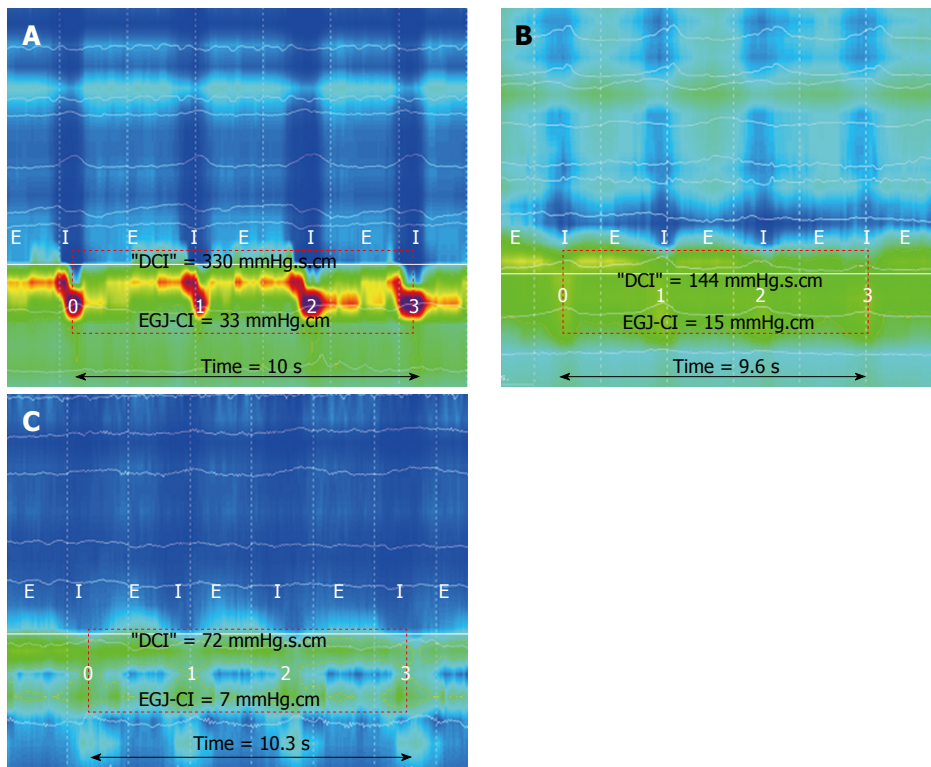 A
E I E I E I E I
"DCI" = 330 mmHg.s.cm
0 1 2 3
EGJ-CI = 33 mmHg.cm
Time = 10 s
B
E I E I E I E I E
"DCI" = 144 mmHg.s.cm
0 1 2 3
EGJ-CI = 15 mmHg.cm
s.
Time = 9.6 s
C
E I E I E I E I E
"DCI" = 72 mmHg.s.cm
0 1 2 3
EGJ-CI = 7 mmHg.cm
Time = 10.3 s